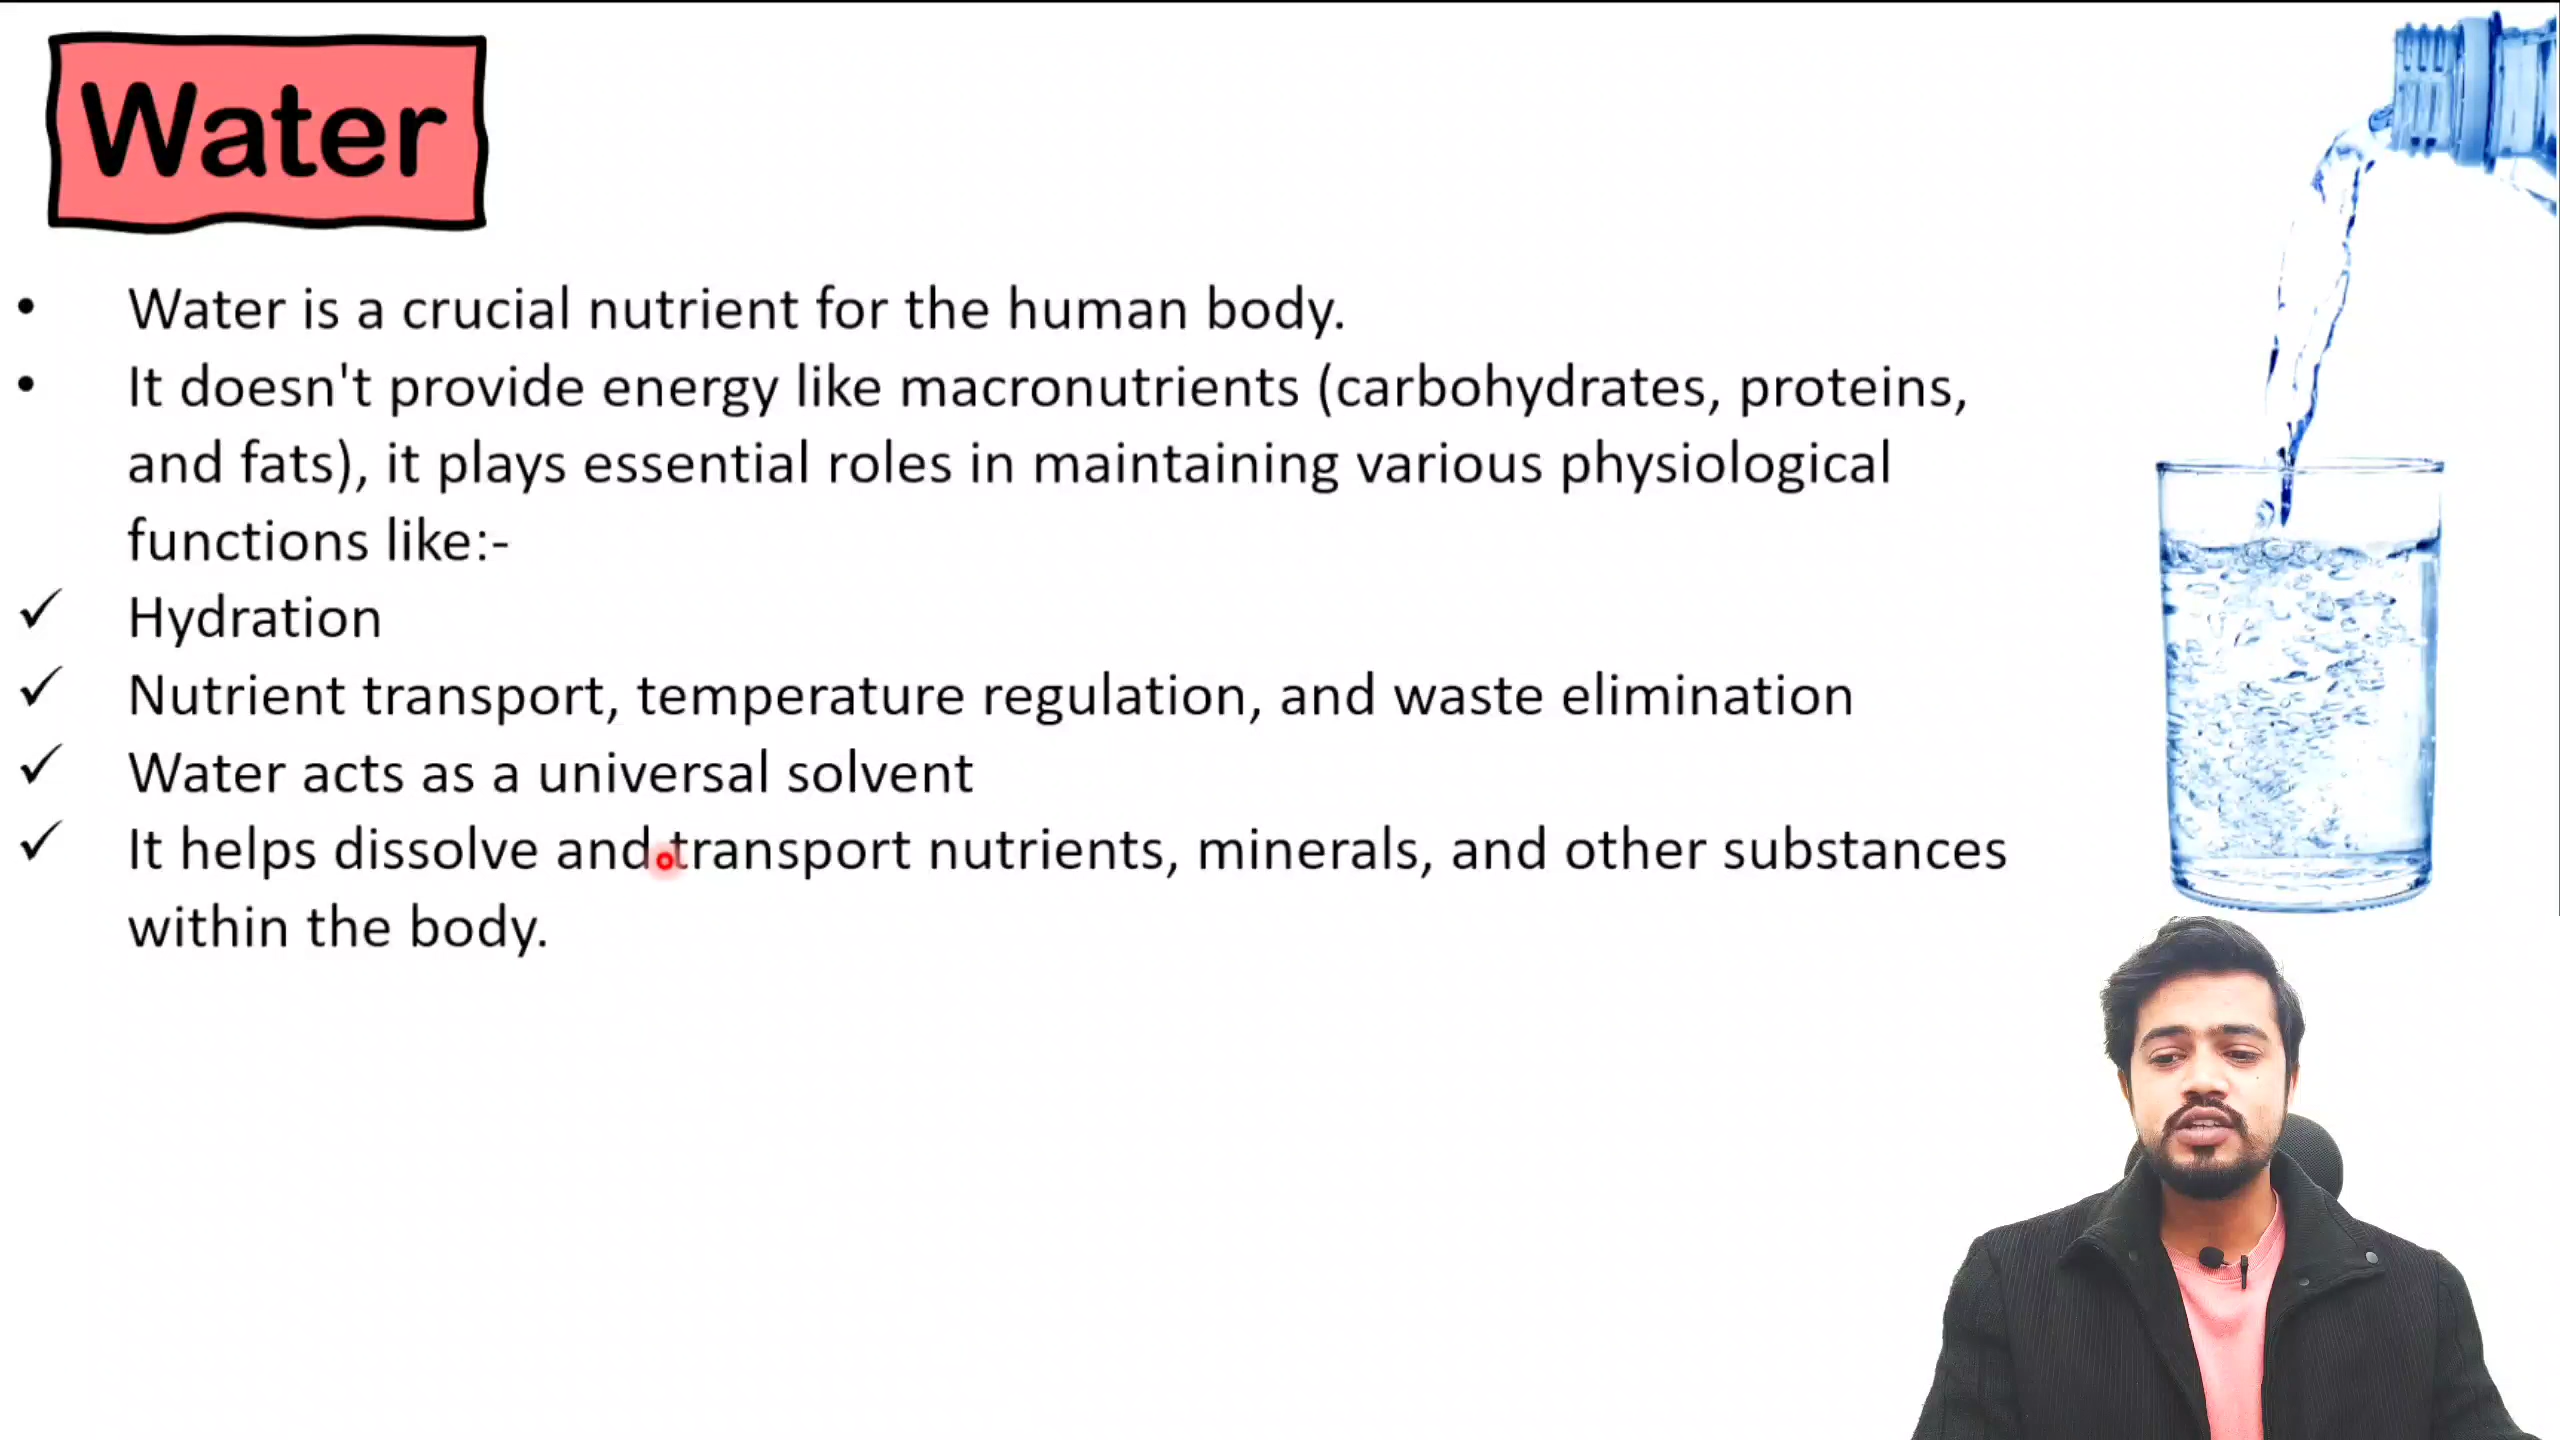 Water
• Water is a crucial nutrient for the human body.
• It doesn't provide energy like macronutrients (carbohydrates, proteins,
and fats), it plays essential roles in maintaining various physiological
functions like:-
✓ Hydration
✓ Nutrient transport, temperature regulation, and waste elimination
✓ Water acts as a universal solvent
✓ It helps dissolve and transport nutrients, minerals, and other substances
within the body.